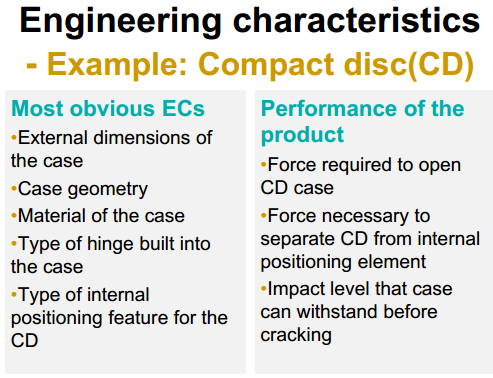 Engineering characteristics
- Example: Compact disc(CD)
Most obvious ECs
•External dimensions of
the case
•Case geometry
•Material of the case
•Type of hinge built into
the case
•Type of internal
positioning feature for the
CD
Performance of the
product
•Force required to open
CD case
•Force necessary to
separate CD from internal
positioning element
•Impact level that case
can withstand before
cracking